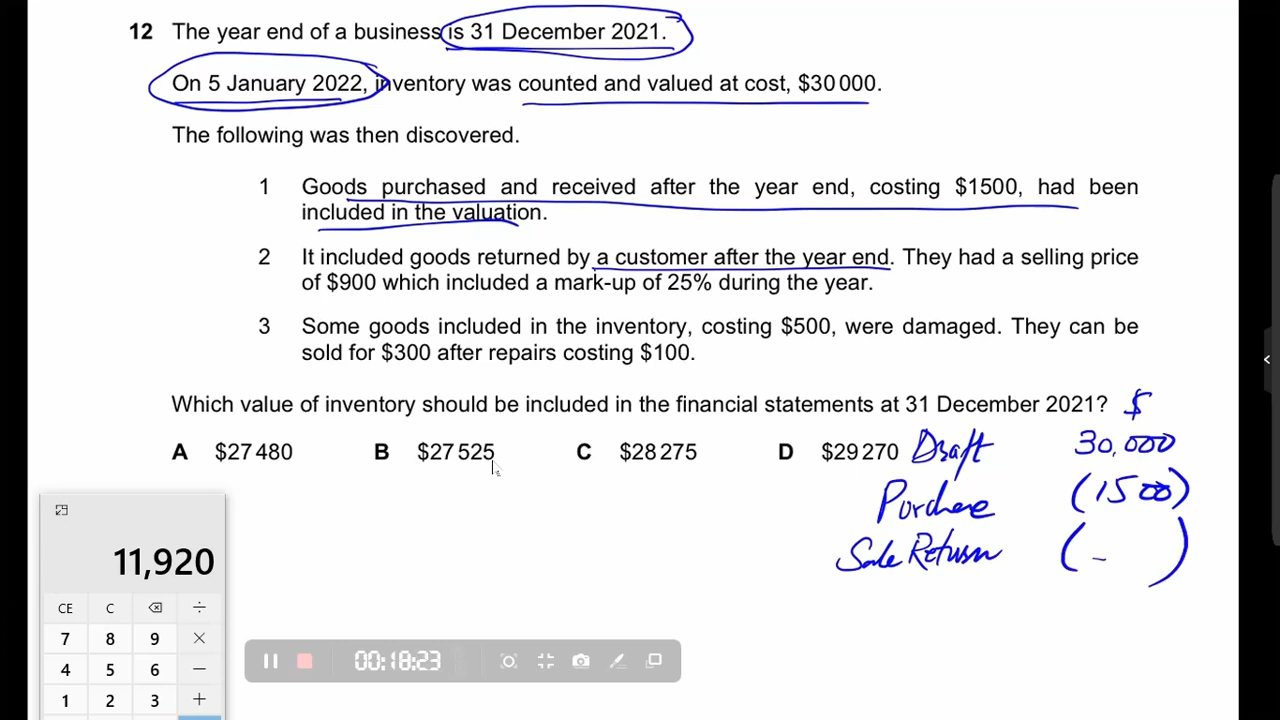 12 The year end of a business is 31 December 2021.
On 5 January 2022, inventory was counted and valued at cost, $30 000.
The following was then discovered.
1 Goods purchased and received after the year end, costing $1500, had been
included in the valuation.
2 It included goods returned by a customer after the year end. They had a selling price
of $900 which included a mark-up of 25% during the year.
3 Some goods included in the inventory, costing $500, were damaged. They can be
sold for $300 after repairs costing $100.
Which value of inventory should be included in the financial statements at 31 December 2021? $
A $27 480 B $27 525 C $28 275 D $29 270 Draft 30,000
Purchase (1500)
Sale Return ( - )
11,920
CE C ⌫ ÷
7 8 9 ×
4 5 6 −
1 2 3 +
00:18:23
<